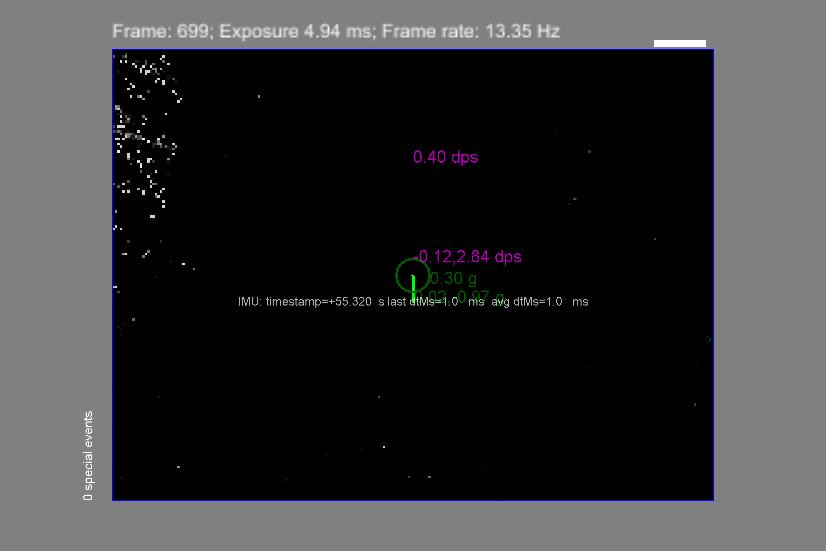 Frame: 699; Exposure 4.94 ms; Frame rate: 13.35 Hz
0.40 dps
-0.12,2.84 dps
0.30 g
IMU: timestamp=+55.320 s last dtMs=1.0 ms avg dtMs=1.0 ms
0 special events